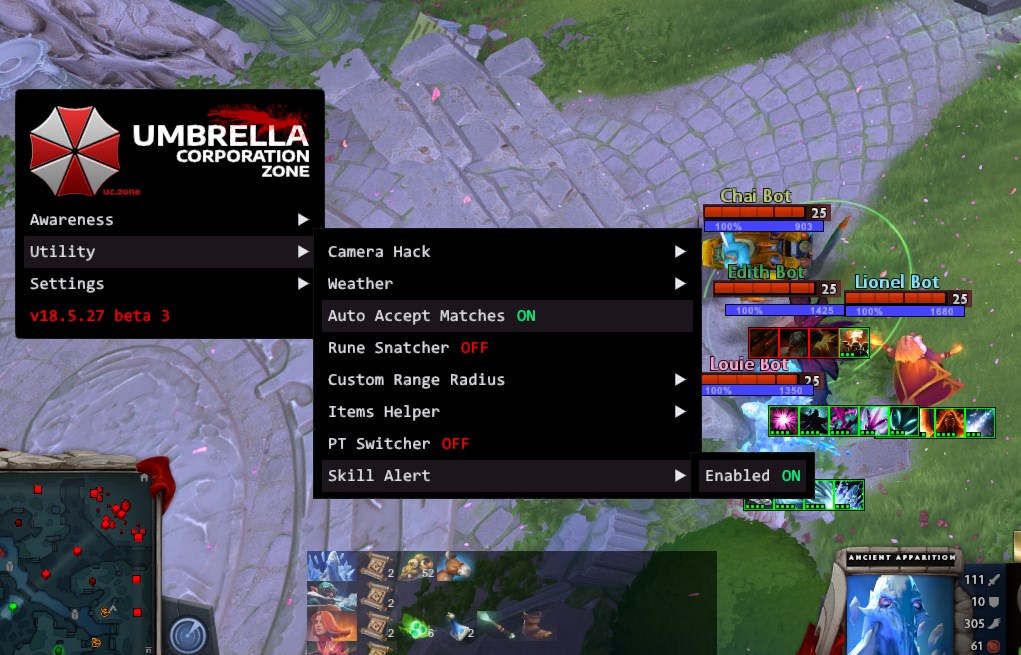 UMBRELLA
CORPORATION
ZONE
uc.zone
Awareness
Utility
Settings
v18.5.27 beta 3
Camera Hack
Weather
Auto Accept Matches ON
Rune Snatcher OFF
Custom Range Radius
Items Helper
PT Switcher OFF
Skill Alert
Enabled ON
Chai Bot
25
100% 903
Edith Bot
25
100% 1425
Lionel Bot
25
100% 1680
Louie Bot
25
100% 1350
2 52
2
2 6 2
ANCIENT APPARITION
111
10
305
61